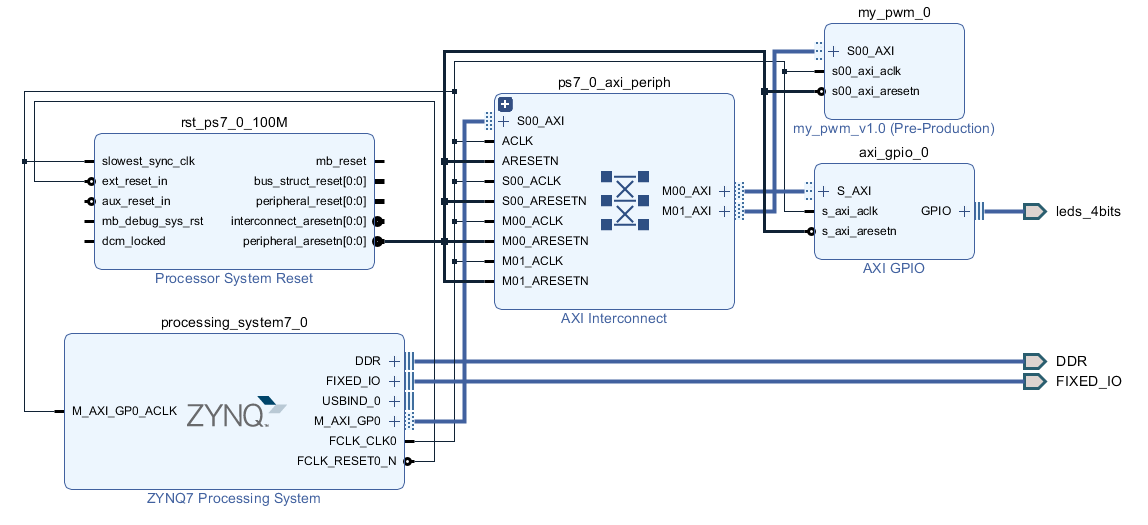 my_pwm_0
S00_AXI
s00_axi_aclk
s00_axi_aresetn
my_pwm_v1.0 (Pre-Production)
ps7_0_axi_periph
S00_AXI
ACLK
ARESETN
S00_ACLK
S00_ARESETN
M00_ACLK
M00_ARESETN
M01_ACLK
M01_ARESETN
M00_AXI
M01_AXI
AXI Interconnect
rst_ps7_0_100M
slowest_sync_clk
ext_reset_in
aux_reset_in
mb_debug_sys_rst
dcm_locked
mb_reset
bus_struct_reset[0:0]
peripheral_reset[0:0]
interconnect_aresetn[0:0]
peripheral_aresetn[0:0]
Processor System Reset
axi_gpio_0
S_AXI
s_axi_aclk
s_axi_aresetn
GPIO
AXI GPIO
leds_4bits
processing_system7_0
M_AXI_GP0_ACLK
ZYNQ
DDR
FIXED_IO
USBIND_0
M_AXI_GP0
FCLK_CLK0
FCLK_RESET0_N
ZYNQ7 Processing System
DDR
FIXED_IO